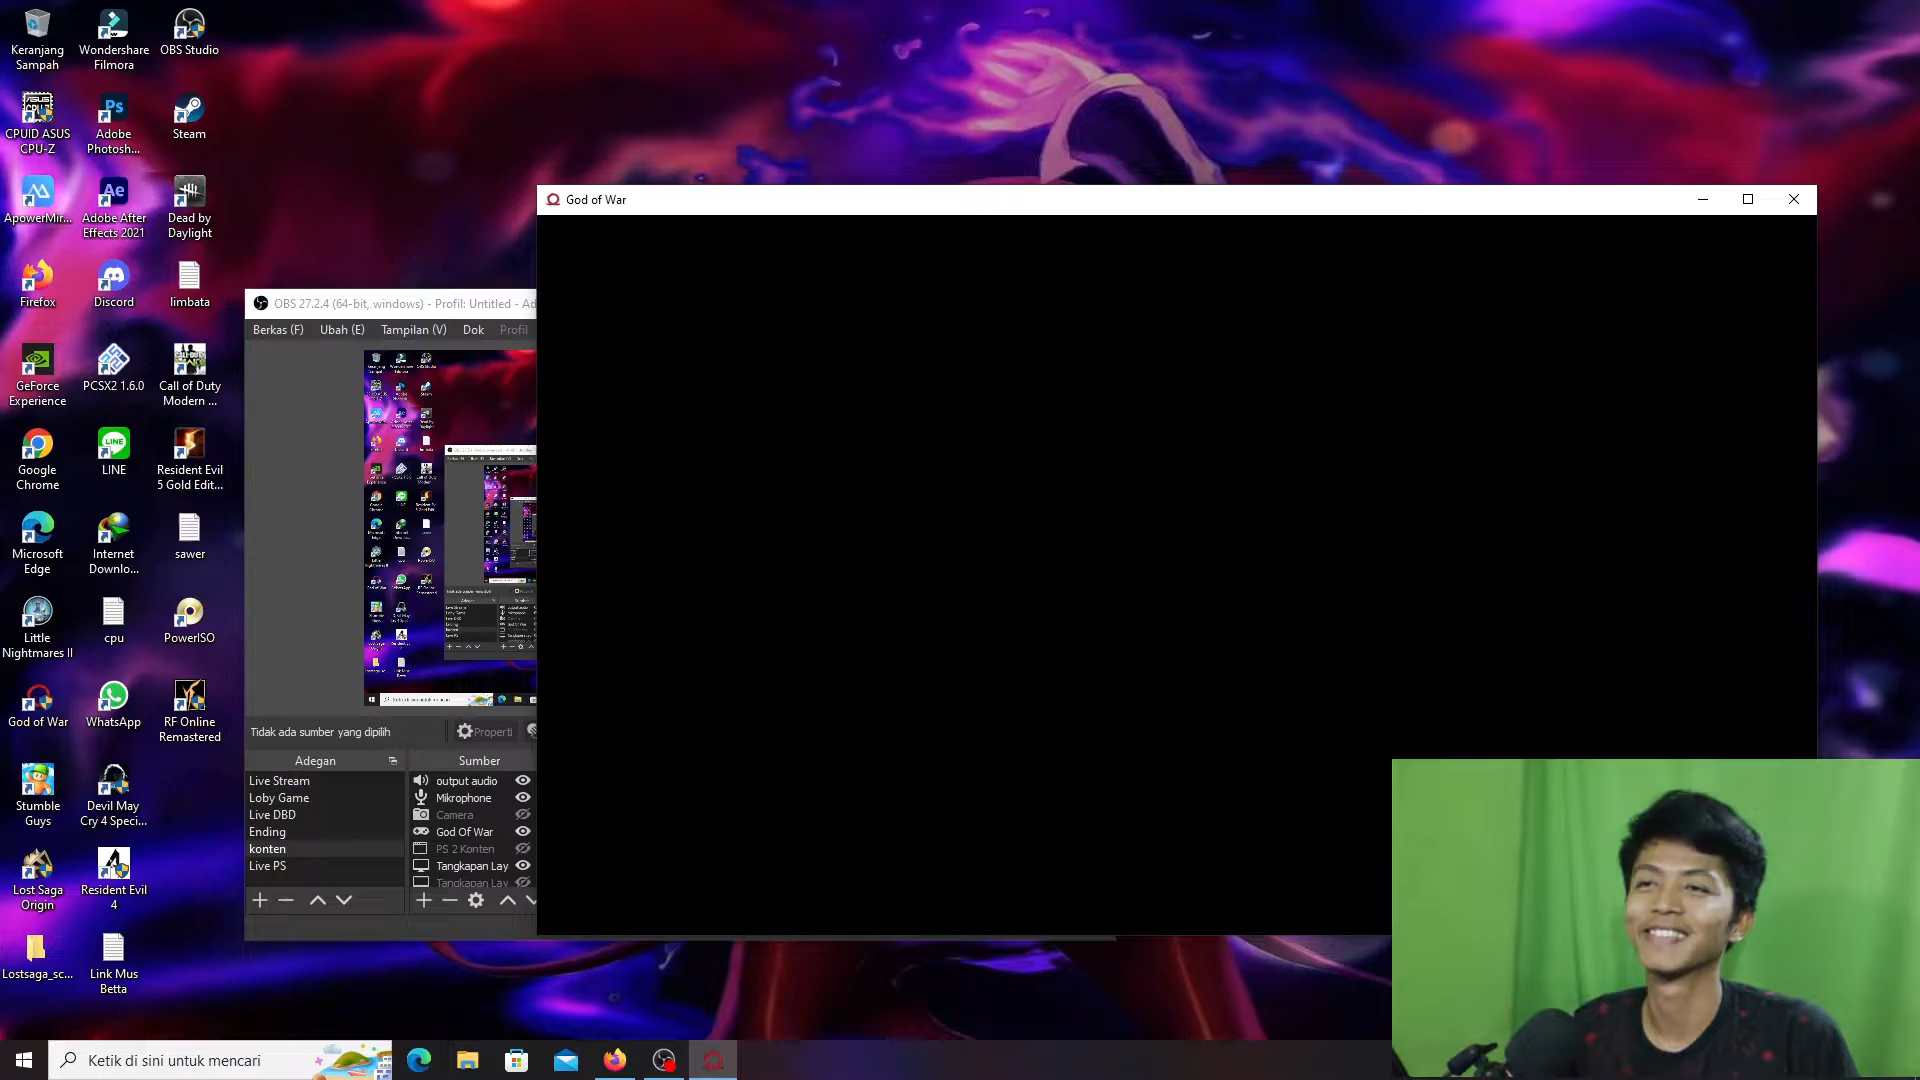 Keranjang
Sampah
Wondershare
Filmora
OBS Studio
CPUID ASUS
CPU-Z
Adobe
Photosh...
Steam
ApowerMir...
Adobe After
Effects 2021
Dead by
Daylight
Firefox
Discord
limbata
GeForce
Experience
PCSX2 1.6.0
Call of Duty
Modern ...
Google
Chrome
LINE
Resident Evil
5 Gold Edit...
Microsoft
Edge
Internet
Downlo...
sawer
Little
Nightmares II
cpu
PowerISO
God of War
WhatsApp
RF Online
Remastered
Stumble
Guys
Devil May
Cry 4 Speci...
Lost Saga
Origin
Resident Evil
4
Lostsaga_sc...
Link Mus
Betta
God of War
OBS 27.2.4 (64-bit, windows) - Profil: Untitled - Ad
Berkas (F) Ubah (E) Tampilan (V) Dok Profil
Tidak ada sumber yang dipilih
Properti
Adegan
Live Stream
Loby Game
Live DBD
Ending
konten
Live PS
Sumber
output audio
Mikrophone
Camera
God Of War
PS 2 Konten
Tangkapan Lay
Tangkapan Lay
Ketik di sini untuk mencari